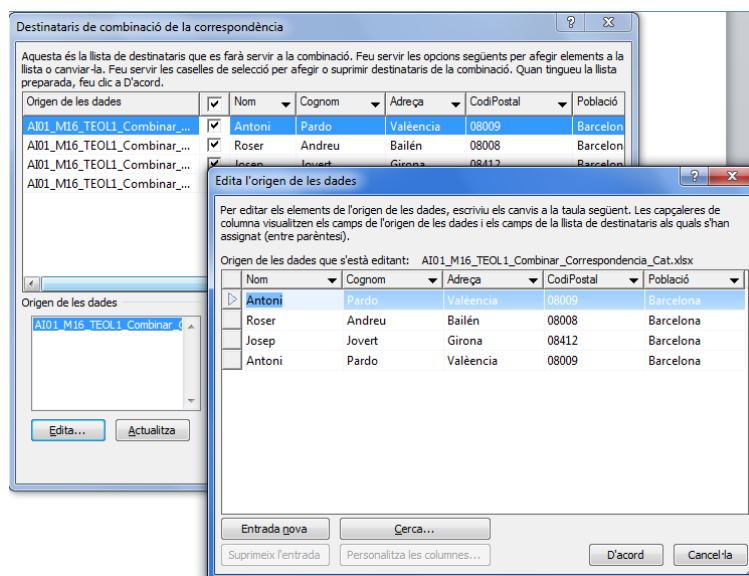 Destinataris de combinació de la correspondència
Aquesta és la llista de destinataris que es farà servir a la combinació. Feu servir les opcions següents per afegir elements a la
llista o canviar-la. Feu servir les caselles de selecció per afegir o suprimir destinataris de la combinació. Quan tingueu la llista
preparada, feu clic a D'acord.
Origen de les dades Nom Cognom Adreça CodiPostal Població
AI01_M16_TEOL1_Combinar_... Antoni Pardo Valèencia 08009 Barcelon
AI01_M16_TEOL1_Combinar_... Roser Andreu Bailén 08008 Barcelon
AI01_M16_TEOL1_Combinar_... Josep Jovert Girona 08412 Barcelon
AI01_M16_TEOL1_Combinar_...
Origen de les dades
AI01_M16_TEOL1_Combinar_C
Edita... Actualitza
Edita l'origen de les dades
Per editar els elements de l'origen de les dades, escriviu els canvis a la taula següent. Les capçaleres de
columna visualitzen els camps de l'origen de les dades i els camps de la llista de destinataris als quals s'han
assignat (entre parèntesi).
Origen de les dades que s'està editant: AI01_M16_TEOL1_Combinar_Correspondencia_Cat.xlsx
Nom Cognom Adreça CodiPostal Població
Antoni Pardo Valèencia 08009 Barcelona
Roser Andreu Bailén 08008 Barcelona
Josep Jovert Girona 08412 Barcelona
Antoni Pardo Valèencia 08009 Barcelona
Entrada nova Cerca...
Suprimeix l'entrada Personalitza les columnes... D'acord Cancel·la